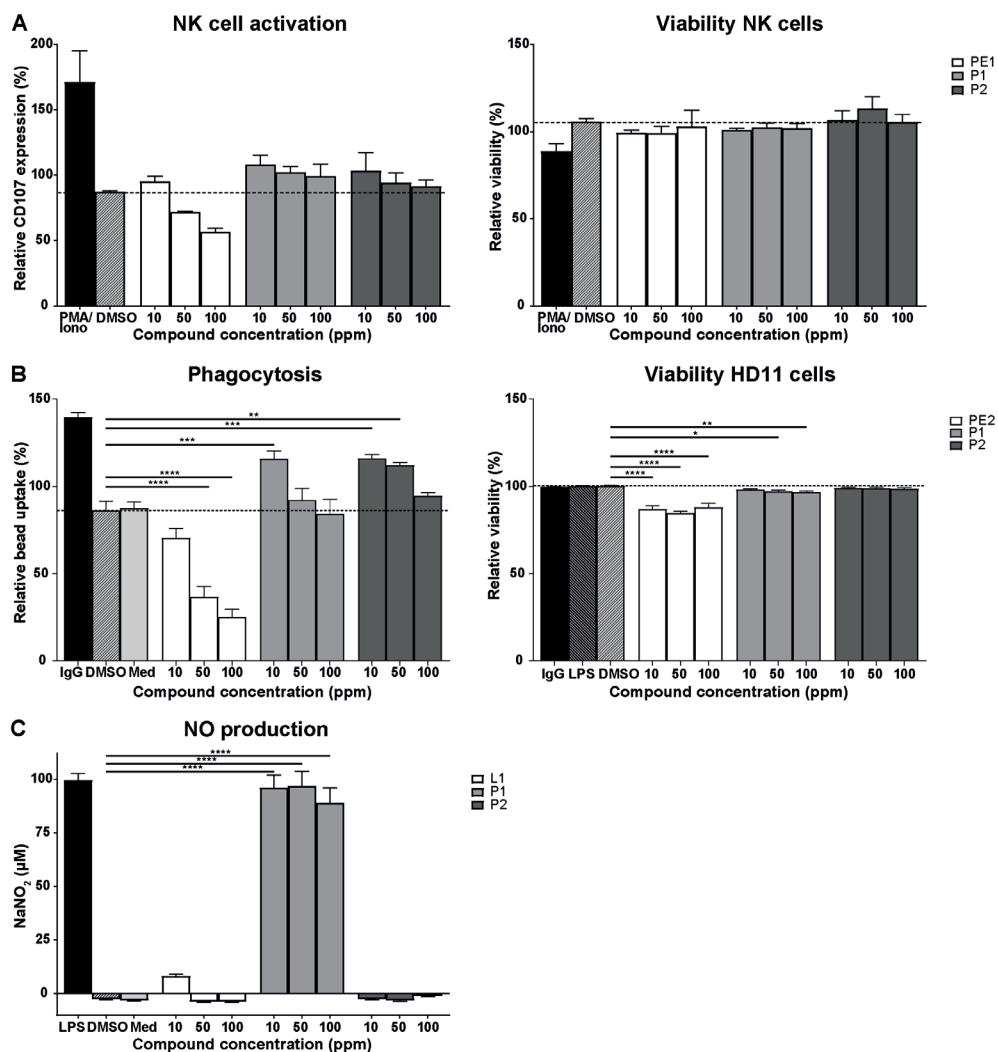 A
NK cell activation
Relative CD107 expression (%)
200
150
100
50
0
PMA/
Iono DMSO 10 50 100 10 50 100 10 50 100
Compound concentration (ppm)
Viability NK cells
Relative viability (%)
150
100
50
0
PMA/
Iono DMSO 10 50 100 10 50 100 10 50 100
Compound concentration (ppm)
PE1
P1
P2
B
Phagocytosis
Relative bead uptake (%)
150
100
50
0
**
***
***
****
****
IgG DMSO Med 10 50 100 10 50 100 10 50 100
Compound concentration (ppm)
Viability HD11 cells
Relative viability (%)
150
100
50
0
**
*
****
****
****
IgG LPS DMSO 10 50 100 10 50 100 10 50 100
Compound concentration (ppm)
PE2
P1
P2
C
NO production
NaNO₂ (µM)
100
75
50
25
0
****
****
****
LPS DMSO Med 10 50 100 10 50 100 10 50 100
Compound concentration (ppm)
L1
P1
P2